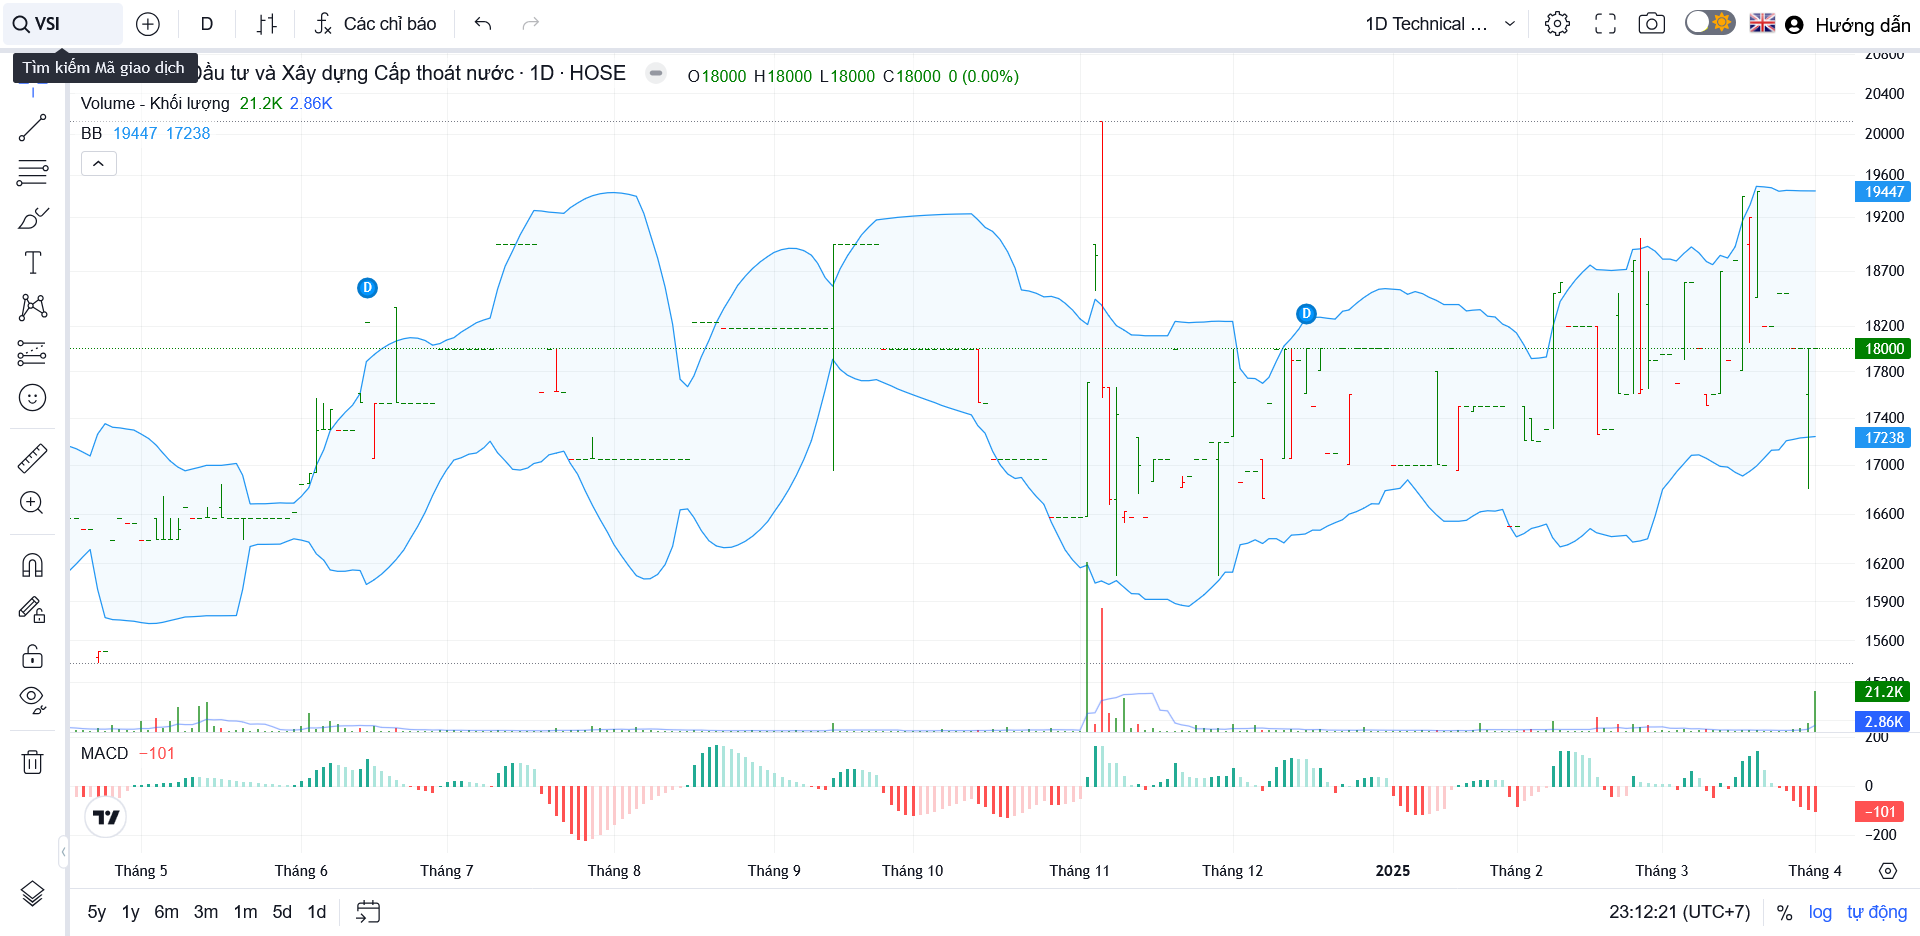 VSI
D
Các chỉ báo
1D Technical ...
Hướng dẫn
Tìm kiếm Mã giao dịch
Đầu tư và Xây dựng Cấp thoát nước · 1D · HOSE
O18000 H18000 L18000 C18000 0 (0.00%)
Volume - Khối lượng 21.2K 2.86K
BB 19447 17238
20800
20400
20000
19600
19447
19200
18700
18200
18000
17800
17400
17238
17000
16600
16200
15900
15600
21.2K
2.86K
D
D
MACD −101
200
0
−101
−200
Tháng 5 Tháng 6 Tháng 7 Tháng 8 Tháng 9 Tháng 10 Tháng 11 Tháng 12 2025 Tháng 2 Tháng 3 Tháng 4
5y 1y 6m 3m 1m 5d 1d
23:12:21 (UTC+7) % log tự động